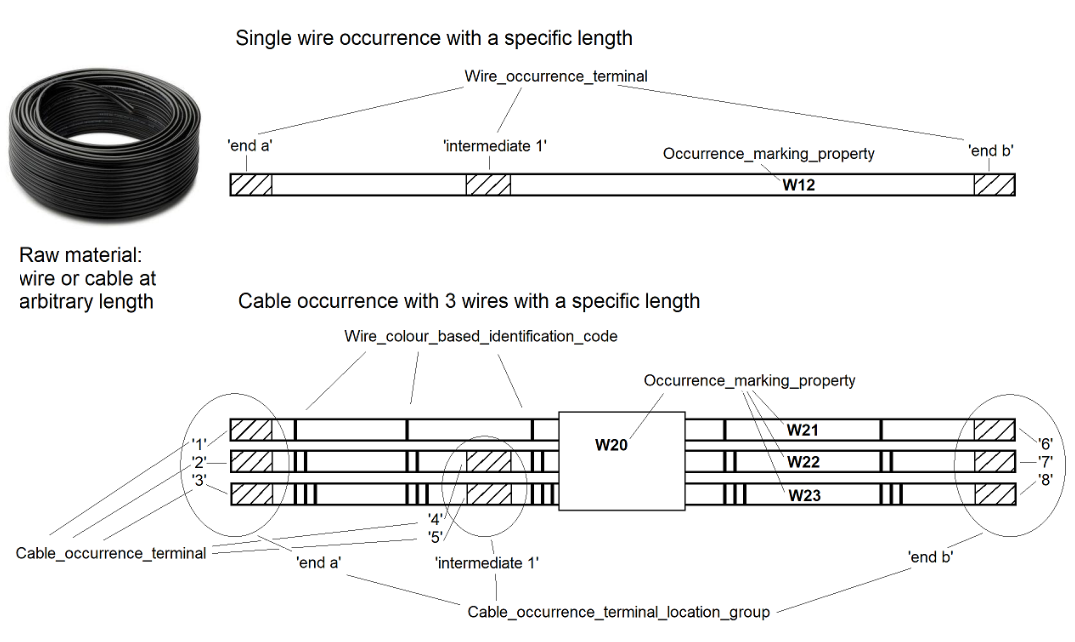 Single wire occurrence with a specific length
Wire_occurrence_terminal
'end a'
'intermediate 1'
Occurrence_marking_property
'end b'
W12
Raw material:
wire or cable at
arbitrary length
Cable occurrence with 3 wires with a specific length
Wire_colour_based_identification_code
Occurrence_marking_property
W20
W21
W22
W23
'1'
'2'
'3'
'6'
'7'
'8'
'4'
'5'
Cable_occurrence_terminal
'end a'
'intermediate 1'
'end b'
Cable_occurrence_terminal_location_group